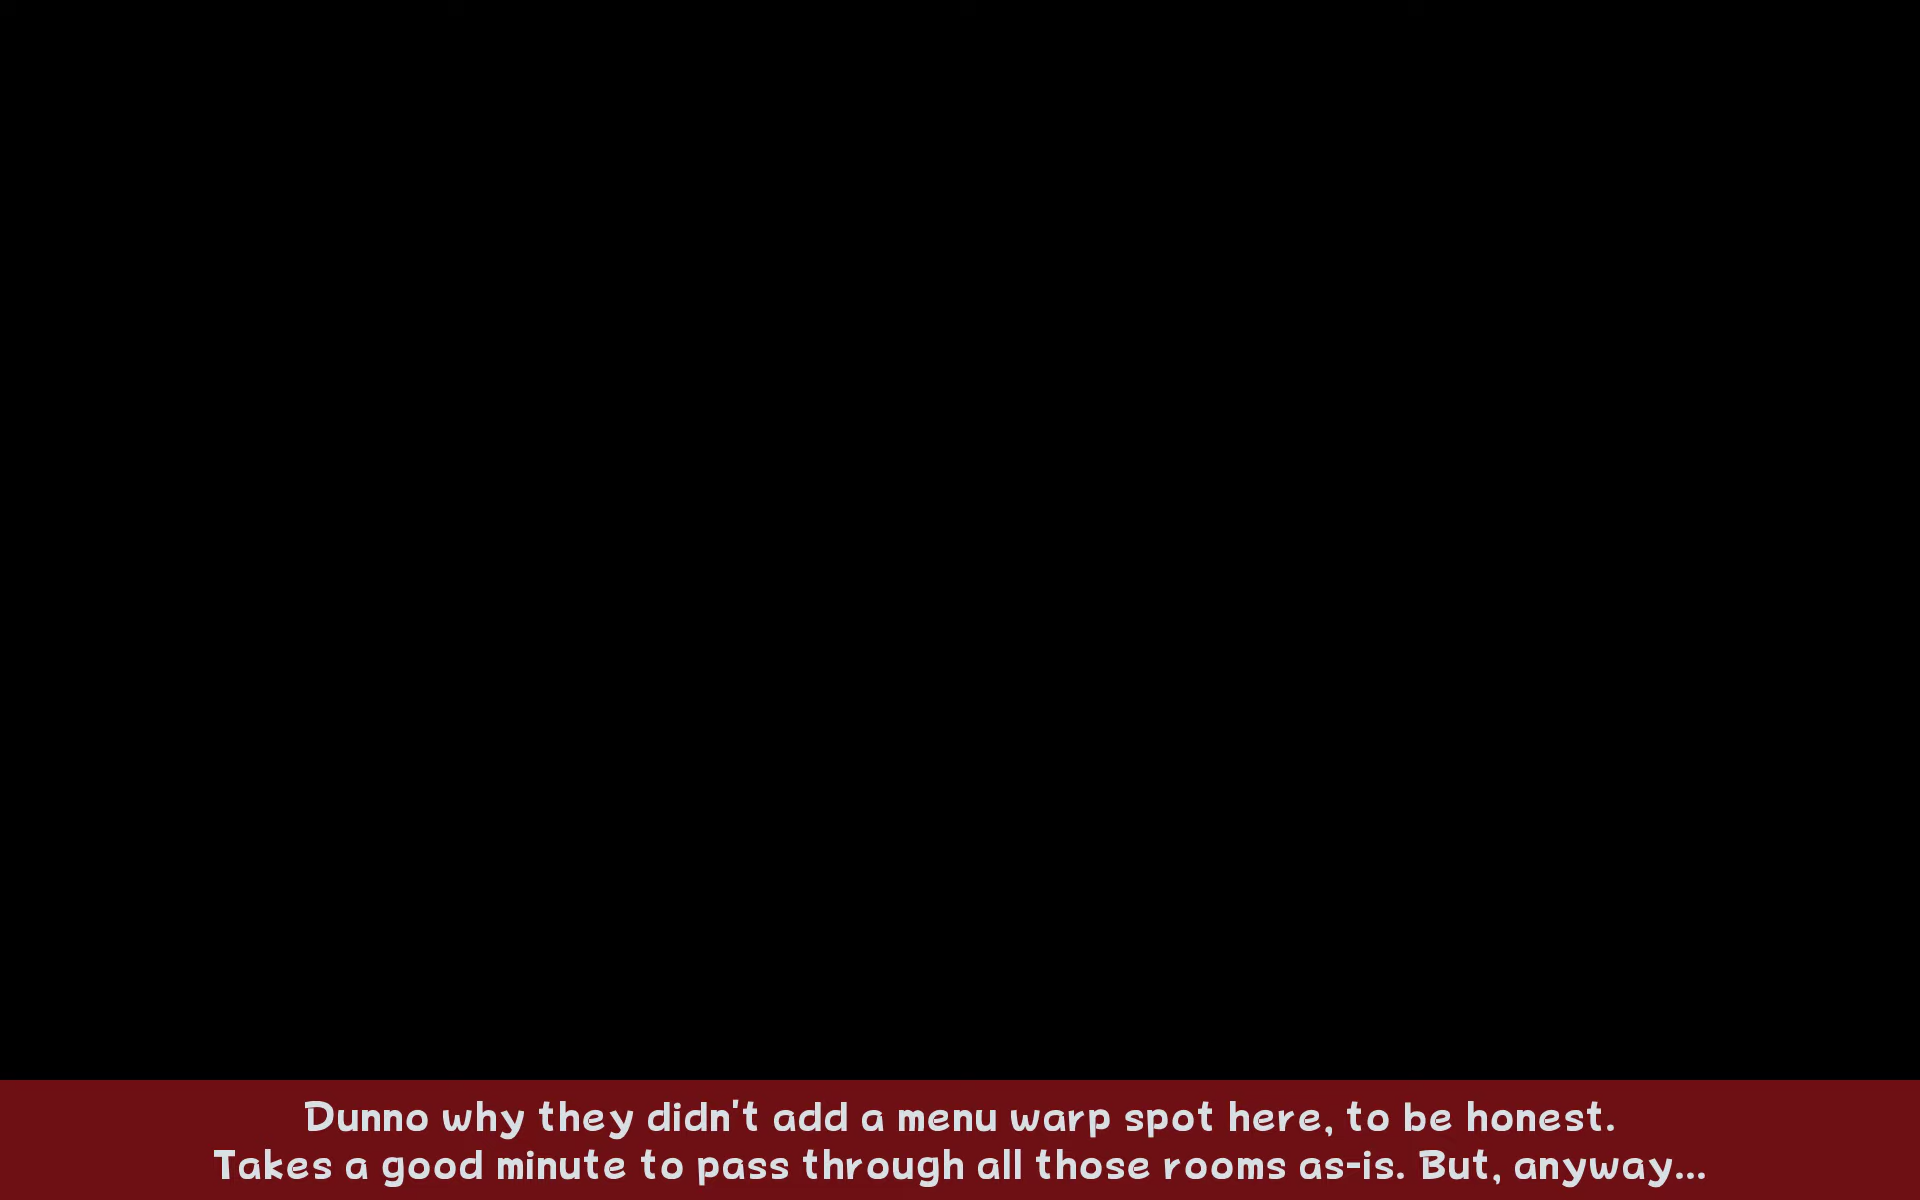 Dunno why they didn't add a menu warp spot here, to be honest.
Takes a good minute to pass through all those rooms as-is. But, anyway...